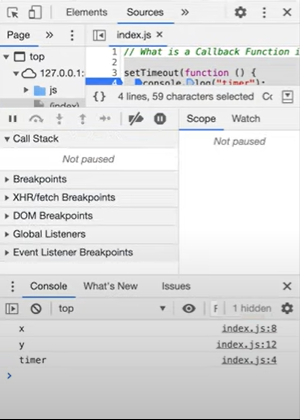 Elements Sources »
Page » index.js ×
top
127.0.0.1:
js
(index)
1 // What is a Callback Function i
2
3 setTimeout(function () {
4 console.log("timer");
{} 4 lines, 59 characters selected Co
Scope Watch
Call Stack
Not paused
Not paused
Breakpoints
XHR/fetch Breakpoints
DOM Breakpoints
Global Listeners
Event Listener Breakpoints
Console What's New Issues
top F 1 hidden
x index.js:8
y index.js:12
timer index.js:4